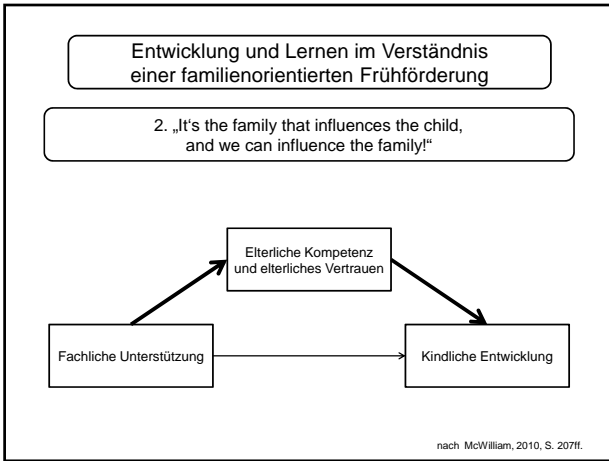 Entwicklung und Lernen im Verständnis
einer familienorientierten Frühförderung
2. „It‘s the family that influences the child,
and we can influence the family!“
Elterliche Kompetenz
und elterliches Vertrauen
Fachliche Unterstützung
Kindliche Entwicklung
nach McWilliam, 2010, S. 207ff.